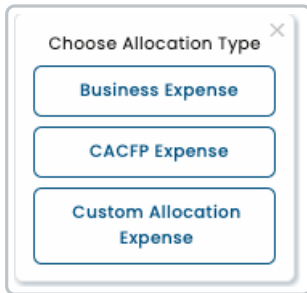 Choose Allocation Type
Business Expense
CACFP Expense
Custom Allocation
Expense